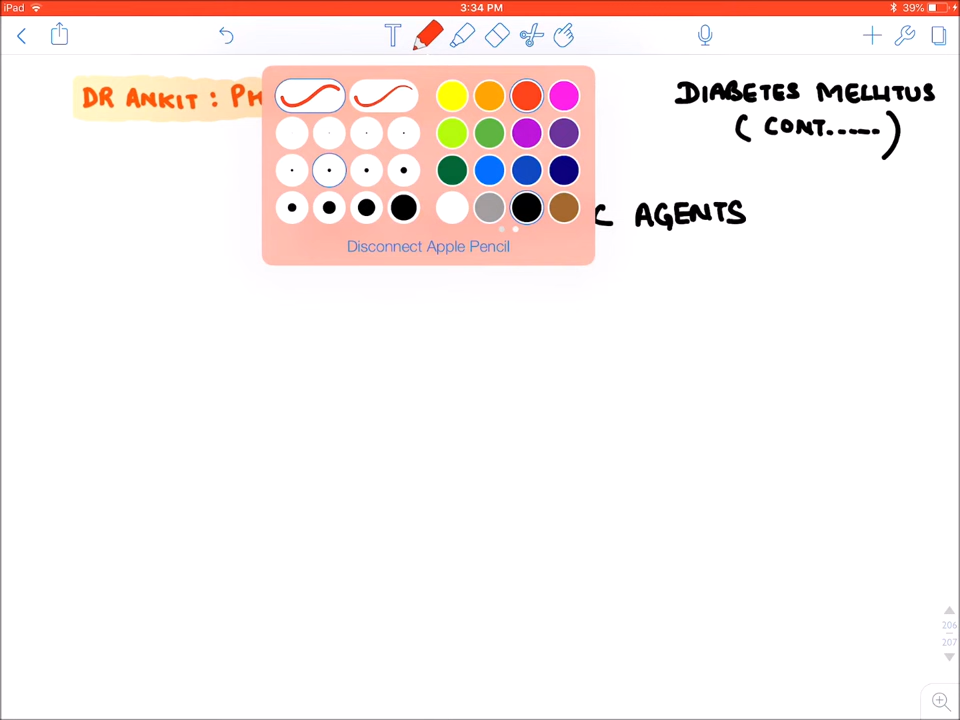 iPad 3:34 PM 39%
T
DR ANKIT : PH
DIABETES MELLITUS
( CONT...... )
C AGENTS
Disconnect Apple Pencil
206
207